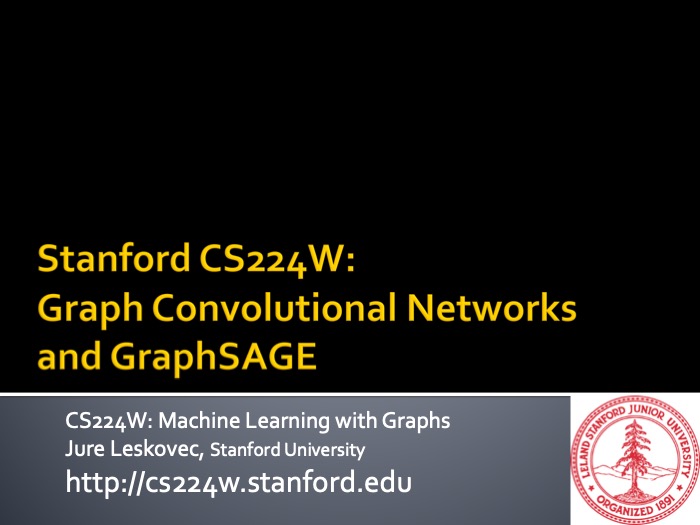 Stanford CS224W:
Graph Convolutional Networks
and GraphSAGE
CS224W: Machine Learning with Graphs
Jure Leskovec, Stanford University
http://cs224w.stanford.edu
LELAND STANFORD JUNIOR UNIVERSITY
ORGANIZED 1891